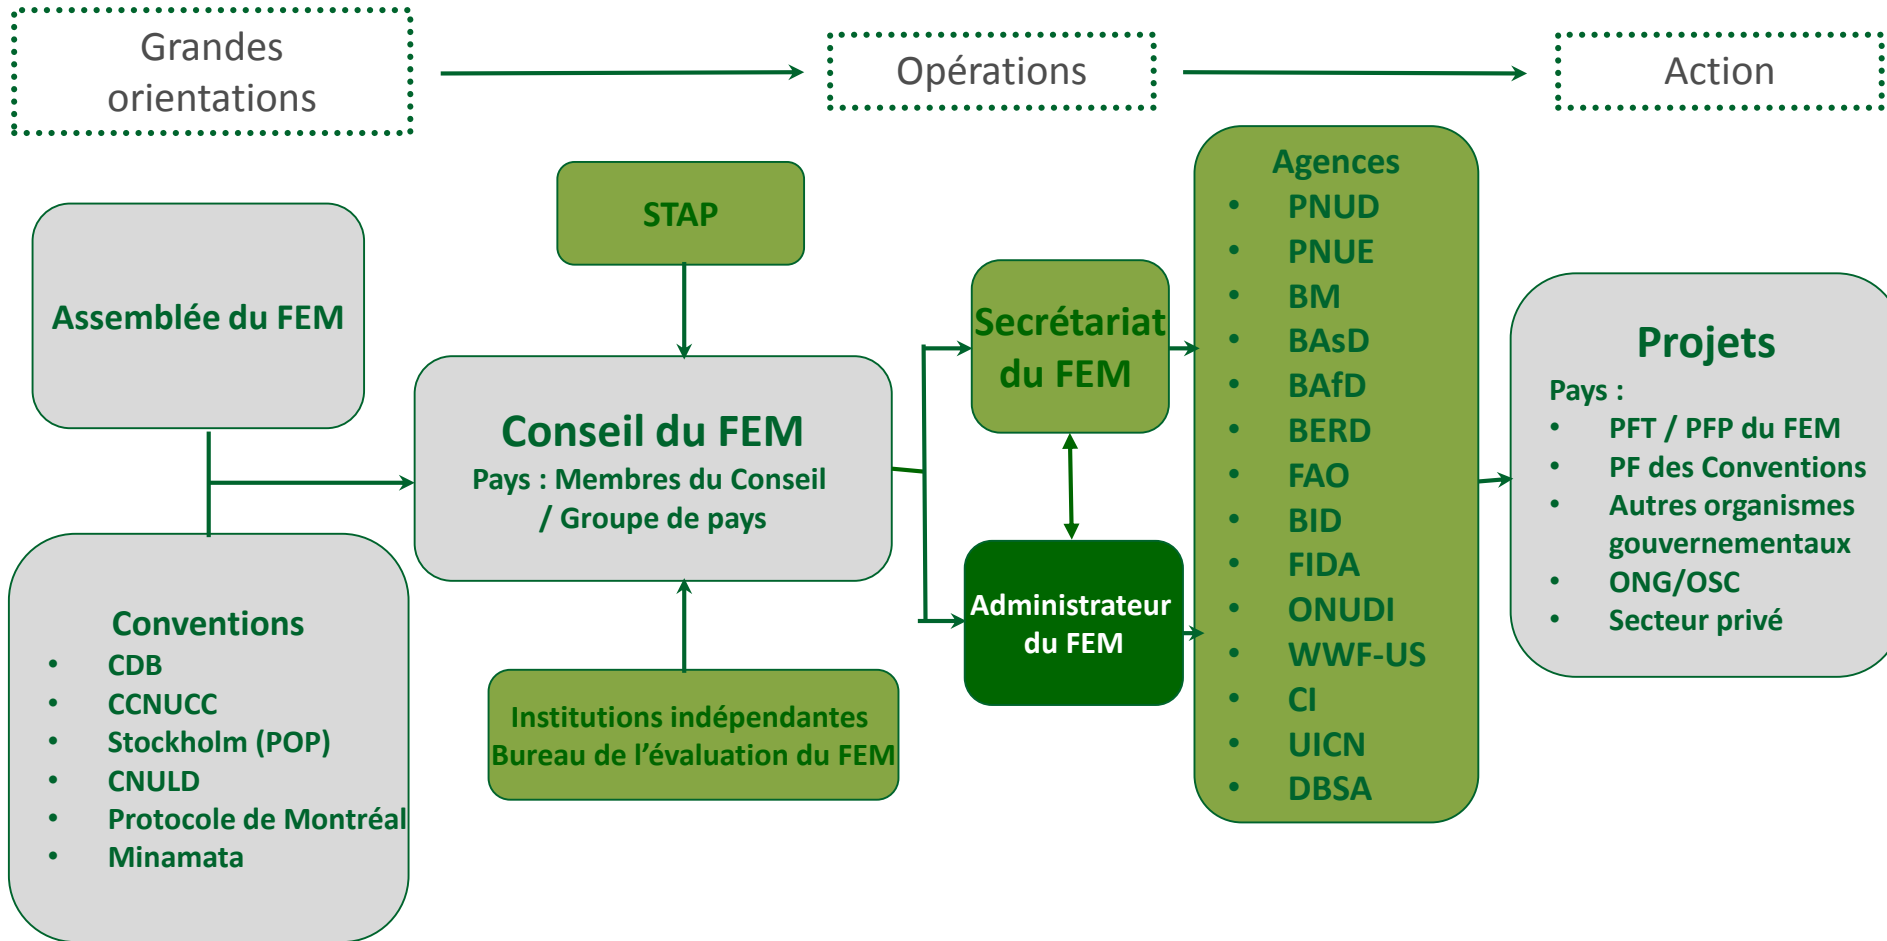 Grandes
orientations
Opérations
Action
Assemblée du FEM
Conventions
• CDB
• CCNUCC
• Stockholm (POP)
• CNULD
• Protocole de Montréal
• Minamata
STAP
Conseil du FEM
Pays : Membres du Conseil
/ Groupe de pays
Institutions indépendantes
Bureau de l’évaluation du FEM
Secrétariat
du FEM
Administrateur
du FEM
Agences
• PNUD
• PNUE
• BM
• BAsD
• BAfD
• BERD
• FAO
• BID
• FIDA
• ONUDI
• WWF-US
• CI
• UICN
• DBSA
Projets
Pays :
• PFT / PFP du FEM
• PF des Conventions
• Autres organismes
gouvernementaux
• ONG/OSC
• Secteur privé